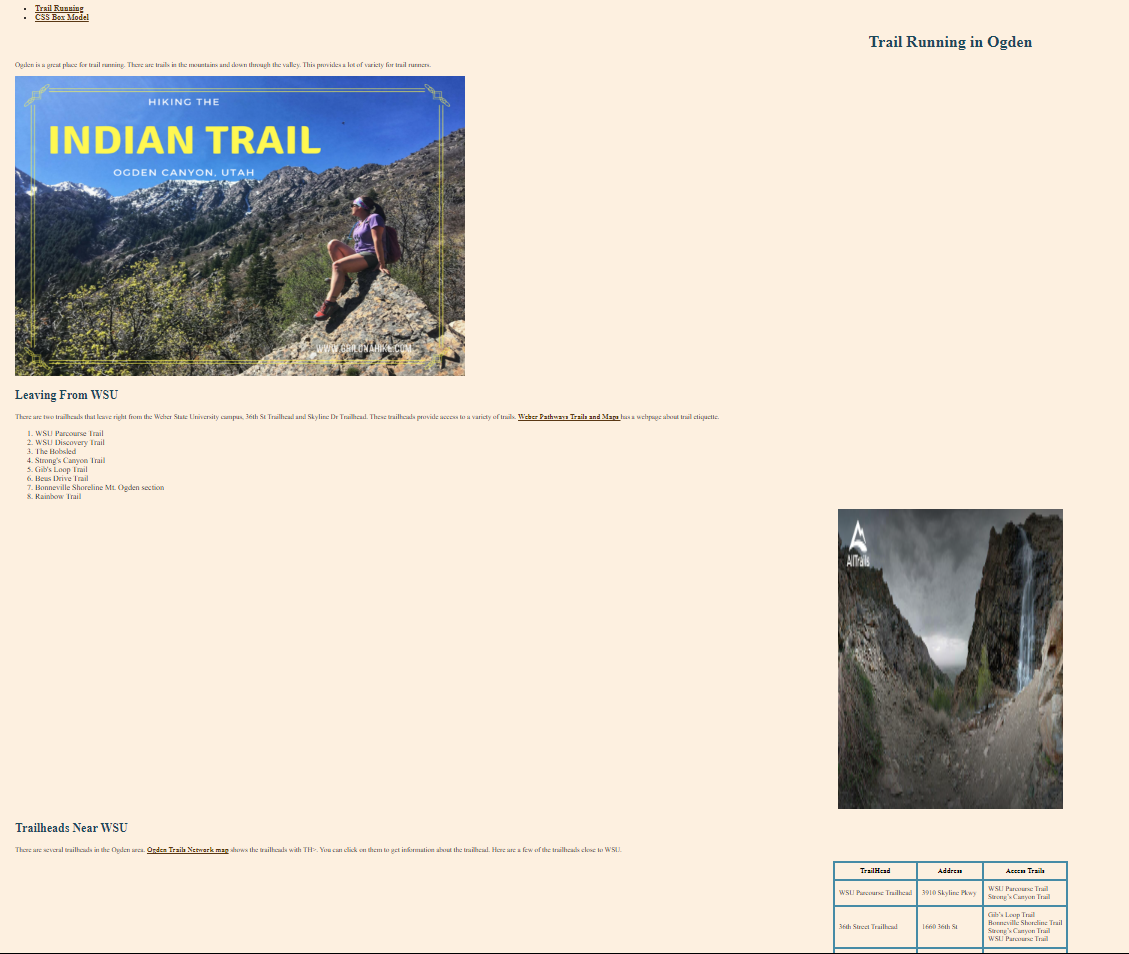 Trail Running
CSS Box Model
Trail Running in Ogden
Ogden is a great place for trail running. There are trails in the mountains and down through the valley. This provides a lot of variety for trail runners.
HIKING THE
INDIAN TRAIL
OGDEN CANYON, UTAH
Leaving From WSU
There are two trailheads that leave right from the Weber State University campus, 36th St Trailhead and Skyline Dr Trailhead. These trailheads provide access to a variety of trails. Weber Pathways Trails and Maps has a webpage about trail etiquette.
1. WSU Parcourse Trail
2. WSU Discovery Trail
3. The Bobsled
4. Strong's Canyon Trail
5. Gib's Loop Trail
6. Beus Drive Trail
7. Bonneville Shoreline Mt. Ogden section
8. Rainbow Trail
AllTrails
Trailheads Near WSU
There are several trailheads in the Ogden area. Ogden Trails Network map shows the trailheads with TH>. You can click on them to get information about the trailhead. Here are a few of the trailheads close to WSU.
TrailHead Address Access Trails
WSU Parcourse Trailhead 3910 Skyline Pkwy WSU Parcourse Trail
Strong's Canyon Trail
36th Street Trailhead 1660 36th St Gib's Loop Trail
Bonneville Shoreline Trail
Strong's Canyon Trail
WSU Parcourse Trail